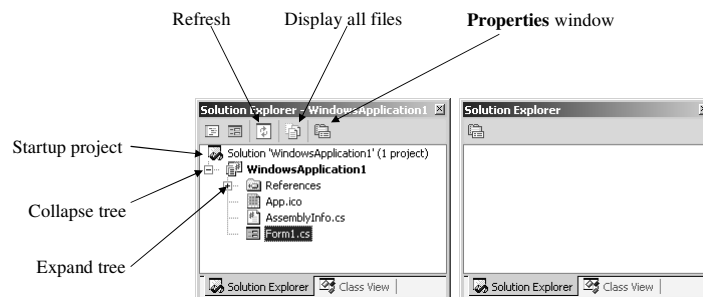 Refresh
Display all files
Properties window
Solution Explorer - WindowsApplication1
Solution Explorer
Startup project
Solution 'WindowsApplication1' (1 project)
WindowsApplication1
References
Collapse tree
App.ico
AssemblyInfo.cs
Form1.cs
Expand tree
Solution Explorer
Class View
Solution Explorer
Class View